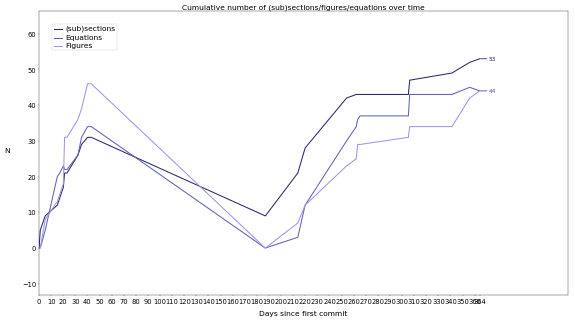 Cumulative number of (sub)sections/figures/equations over time
(sub)sections
Equations
Figures
60
50
40
30
20
10
0
−10
N
53
44
0 10 20 30 40 50 60 70 80 90 100 110 120 130 140 150 160 170 180 190 200 210 220 230 240 250 260 270 280 290 300 310 320 330 340 350 360
Days since first commit